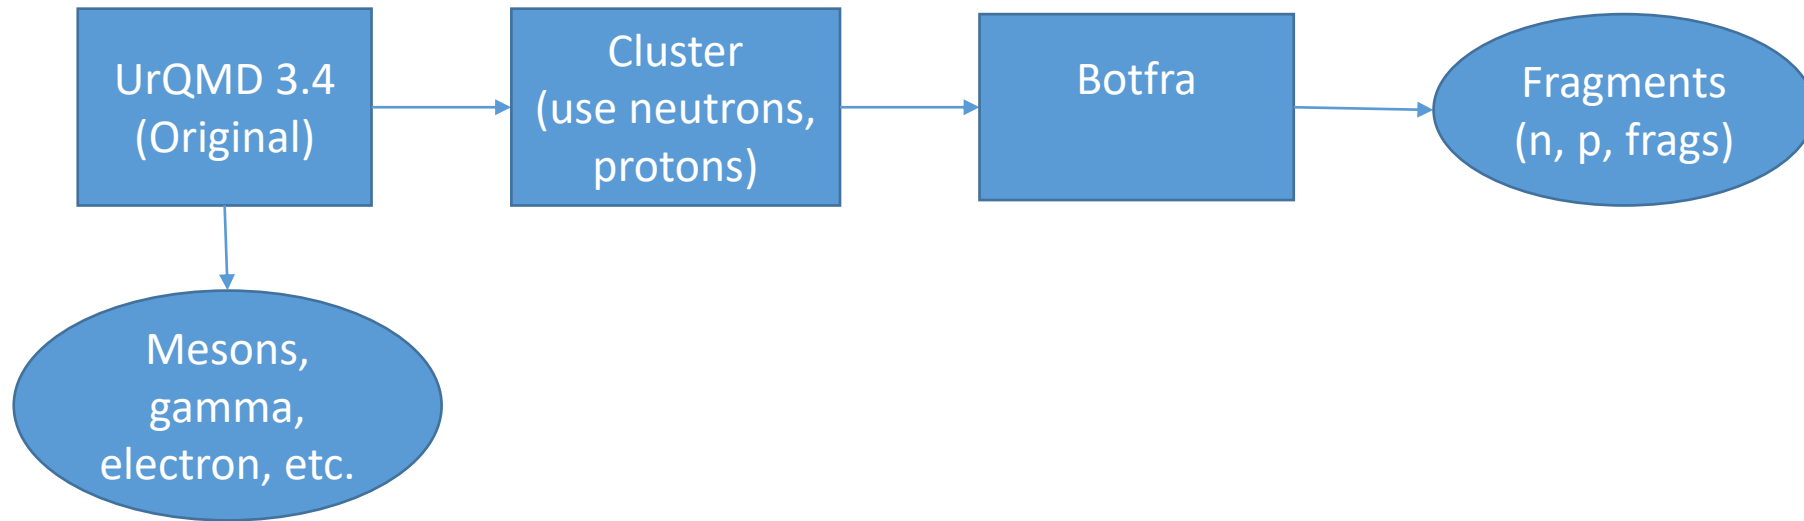 UrQMD 3.4
(Original)
Cluster
(use neutrons,
protons)
Botfra
Fragments
(n, p, frags)
Mesons,
gamma,
electron, etc.